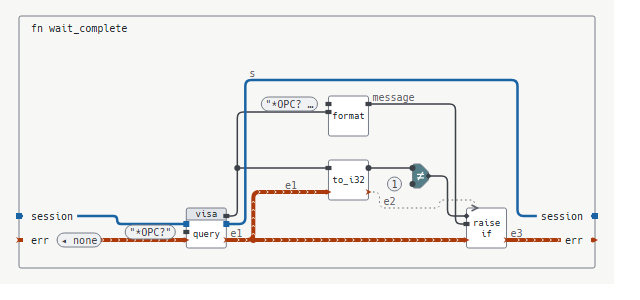 fn wait_complete
s
"*OPC? …
message
format
to_i32
1
≠
e1
e2
visa
session
"*OPC?"
query
e1
raise
if
session
err
◂ none
e3
err